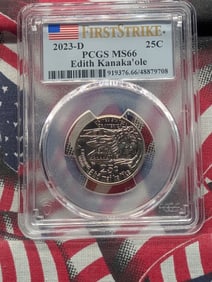 FIRSTSTRIKE
2023-D 25C
PCGS MS66
Edith Kanaka'ole
919376.66/48879708